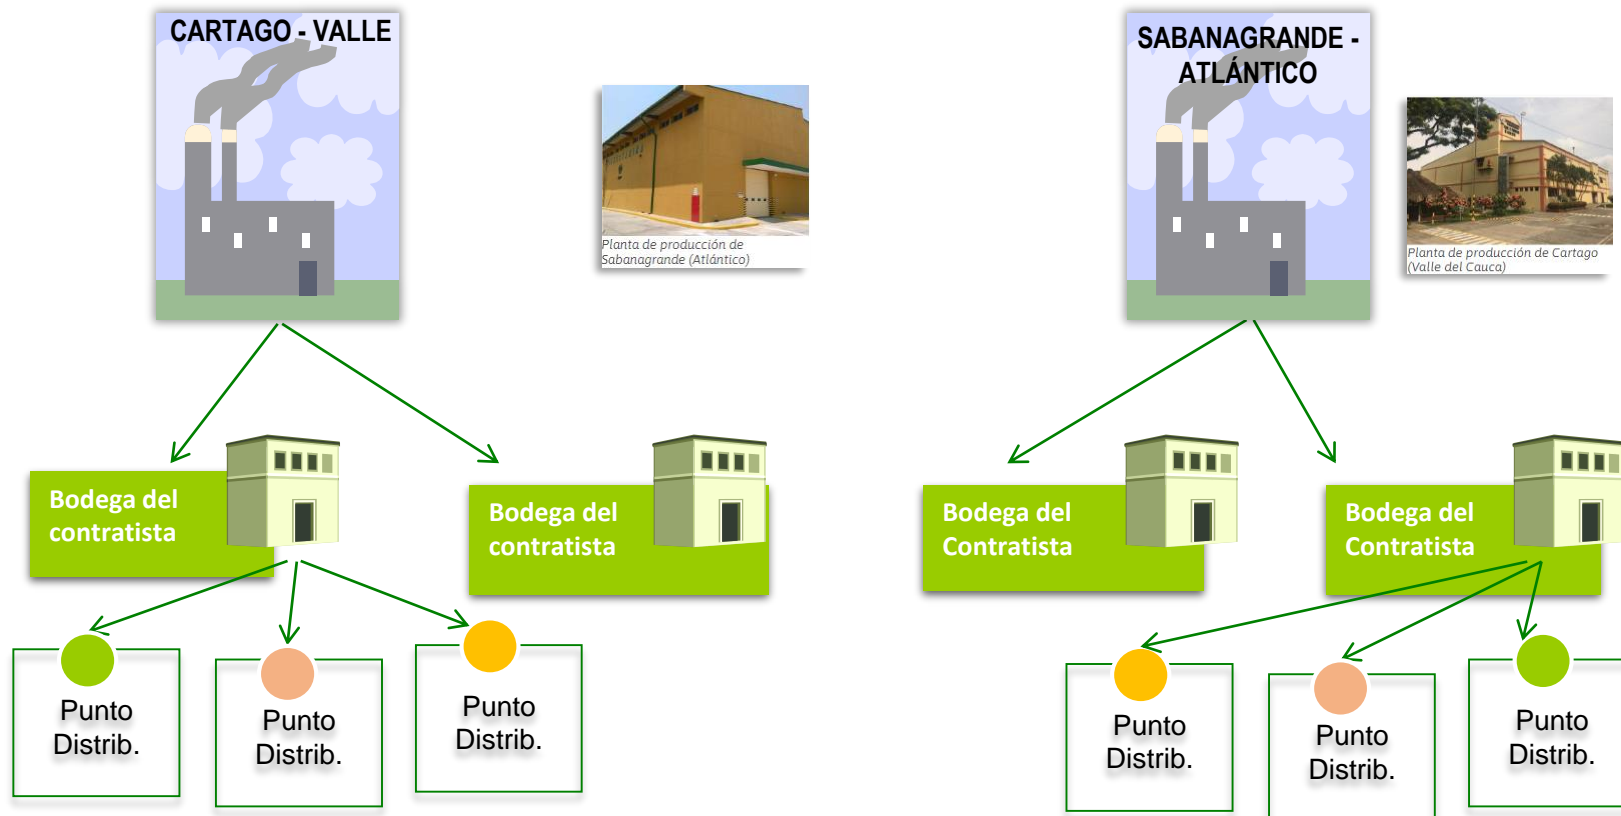 CARTAGO - VALLE
SABANAGRANDE -
ATLÁNTICO
Planta de producción de
Sabanagrande (Atlántico)
Planta de producción de Cartago
(Valle del Cauca)
Bodega del
contratista
Bodega del
contratista
Bodega del
Contratista
Bodega del
Contratista
Punto
Distrib.
Punto
Distrib.
Punto
Distrib.
Punto
Distrib.
Punto
Distrib.
Punto
Distrib.